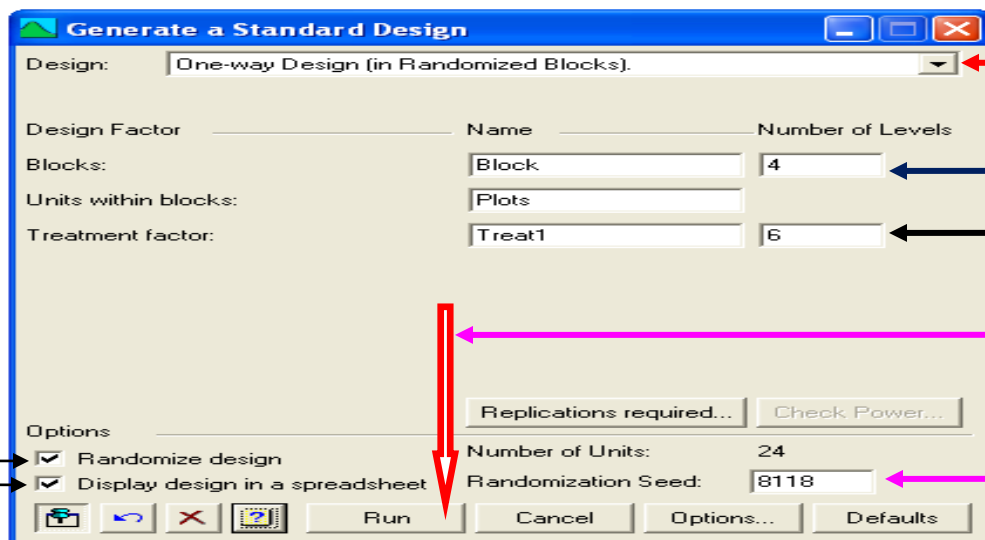 Generate a Standard Design
Design: One-way Design (in Randomized Blocks).
Design Factor Name Number of Levels
Blocks: Block 4
Units within blocks: Plots
Treatment factor: Treat1 6
Replications required... Check Power...
Options
Randomize design Number of Units: 24
Display design in a spreadsheet Randomization Seed: 8118
Run Cancel Options... Defaults